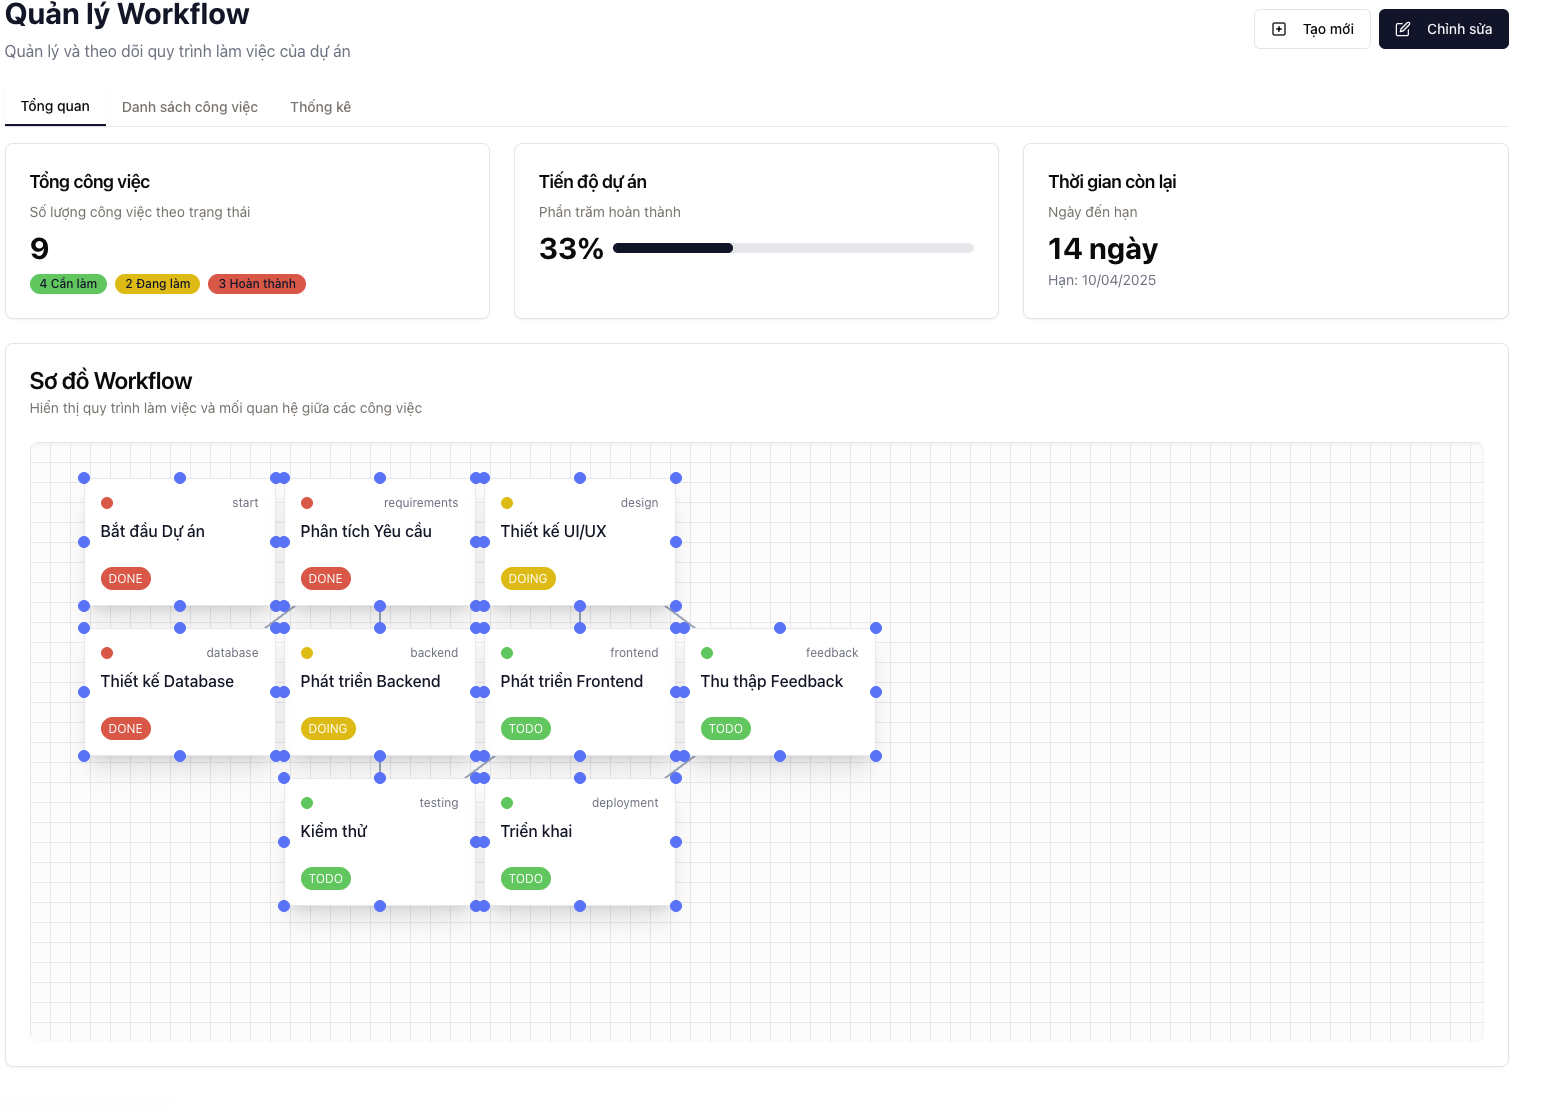 Quản lý Workflow
Quản lý và theo dõi quy trình làm việc của dự án
Tạo mới
Chỉnh sửa
Tổng quan
Danh sách công việc
Thống kê
Tổng công việc
Số lượng công việc theo trạng thái
9
4 Cần làm
2 Đang làm
3 Hoàn thành
Tiến độ dự án
Phần trăm hoàn thành
33%
Thời gian còn lại
Ngày đến hạn
14 ngày
Hạn: 10/04/2025
Sơ đồ Workflow
Hiển thị quy trình làm việc và mối quan hệ giữa các công việc
start
Bắt đầu Dự án
DONE
requirements
Phân tích Yêu cầu
DONE
design
Thiết kế UI/UX
DOING
database
Thiết kế Database
DONE
backend
Phát triển Backend
DOING
frontend
Phát triển Frontend
TODO
feedback
Thu thập Feedback
TODO
testing
Kiểm thử
TODO
deployment
Triển khai
TODO